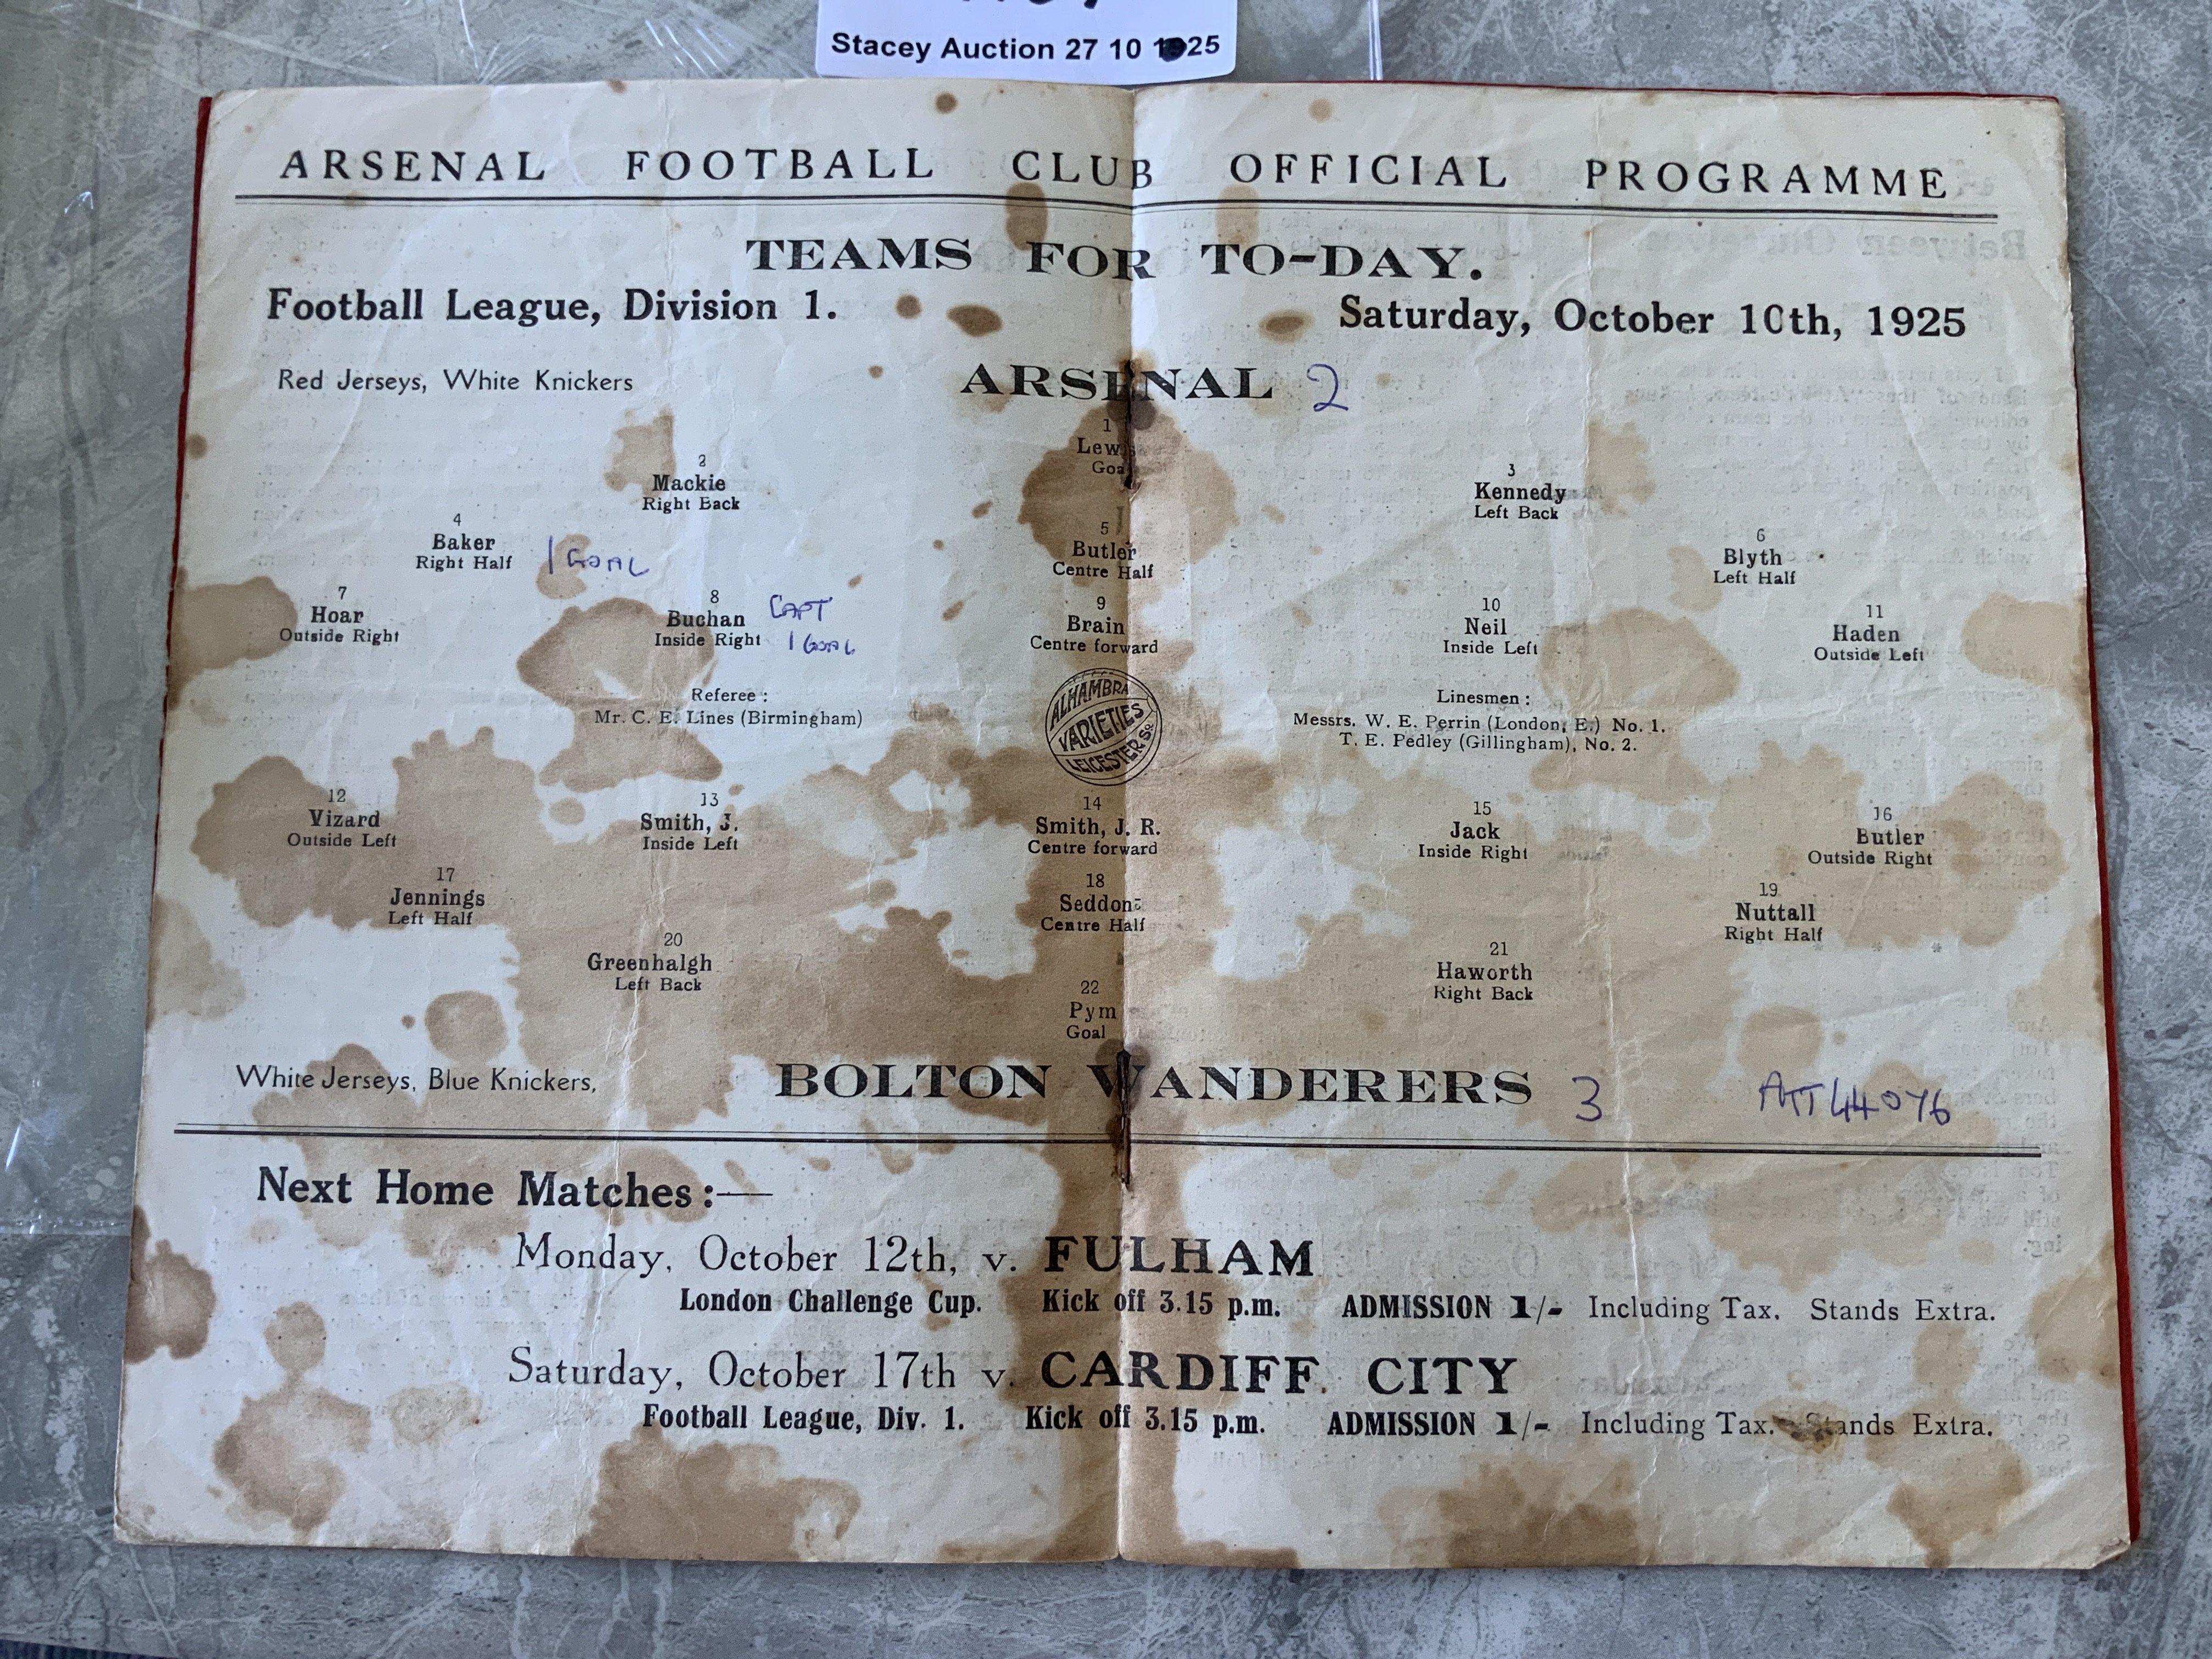 Stacey Auction 27 10 1925
ARSENAL FOOTBALL CLUB OFFICIAL PROGRAMME
TEAMS FOR TO-DAY.
Football League, Division 1. Saturday, October 10th, 1925
Red Jerseys, White Knickers ARSENAL 2
1
Lewis
Goal
2 3
Mackie Kennedy
Right Back Left Back
4 5 6
Baker Butler Blyth
Right Half 1 GOAL Centre Half Left Half
7 8 9 10 11
Hoar Buchan CAPT Brain Neil Haden
Outside Right Inside Right 1 GOAL Centre forward Inside Left Outside Left
Referee : Linesmen :
Mr. C. E. Lines (Birmingham) Messrs. W. E. Perrin (London, E.) No. 1.
T. E. Pedley (Gillingham), No. 2.
ALHAMBRA
VARIETIES
LEICESTER SQ.
12 13 14 15 16
Vizard Smith, J. Smith, J. R. Jack Butler
Outside Left Inside Left Centre forward Inside Right Outside Right
17 18 19
Jennings Seddon Nuttall
Left Half Centre Half Right Half
20 21
Greenhalgh Haworth
Left Back Right Back
22
Pym
Goal
White Jerseys, Blue Knickers, BOLTON WANDERERS 3 ATT 44076
Next Home Matches:—
Monday, October 12th, v. FULHAM
London Challenge Cup. Kick off 3.15 p.m. ADMISSION 1/- Including Tax. Stands Extra.
Saturday, October 17th v. CARDIFF CITY
Football League, Div. 1. Kick off 3.15 p.m. ADMISSION 1/- Including Tax. Stands Extra.